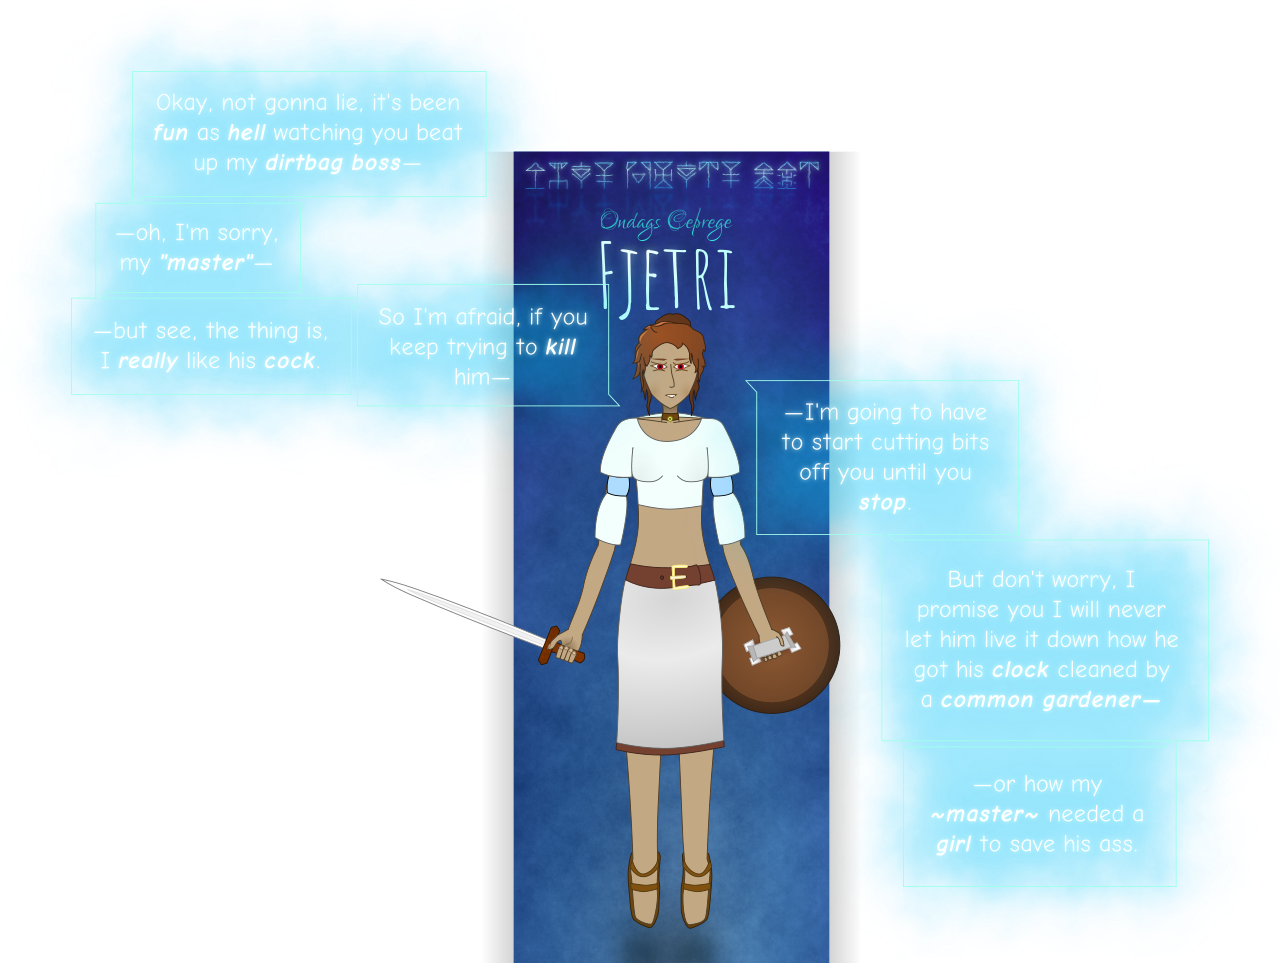 Okay, not gonna lie, it's been
fun as hell watching you beat
up my dirtbag boss—
—oh, I'm sorry,
my "master"—
—but see, the thing is,
I really like his cock.
Ondags Ceprege
FJETRI
So I'm afraid, if you
keep trying to kill
him—
—I'm going to have
to start cutting bits
off you until you
stop.
But don't worry, I
promise you I will never
let him live it down how he
got his clock cleaned by
a common gardener—
—or how my
~master~ needed a
girl to save his ass.